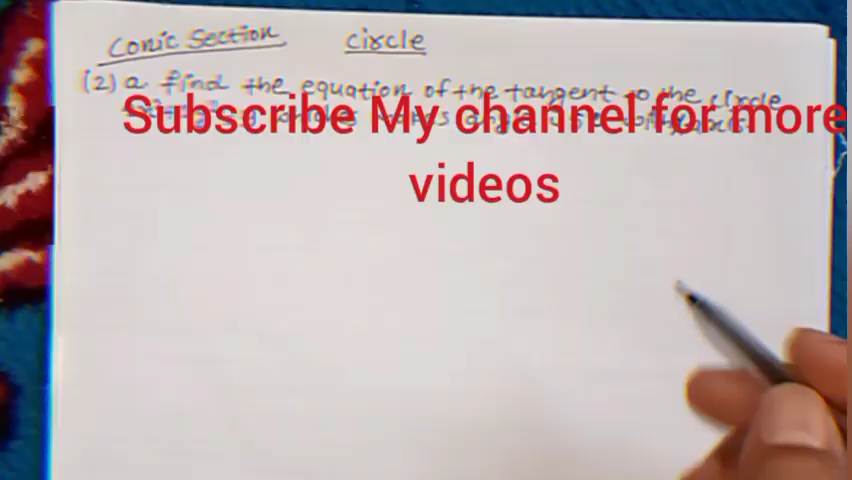 Conic Section
circle
(2) a find the equation of the tangent to the circle
Subscribe My channel for more
videos